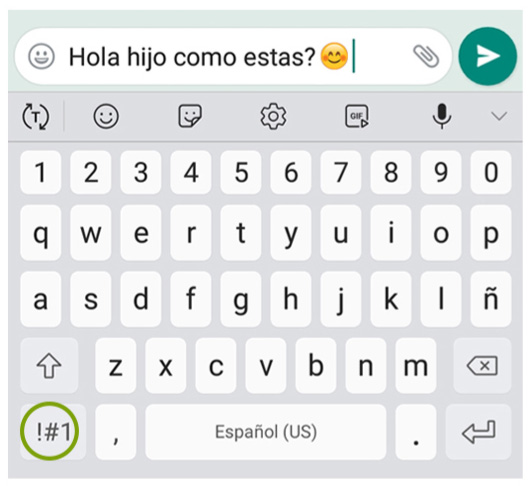 Hola hijo como estas?😊
T GIF
1 2 3 4 5 6 7 8 9 0
q w e r t y u i o p
a s d f g h j k l ñ
z x c v b n m
!#1 , Español (US) .